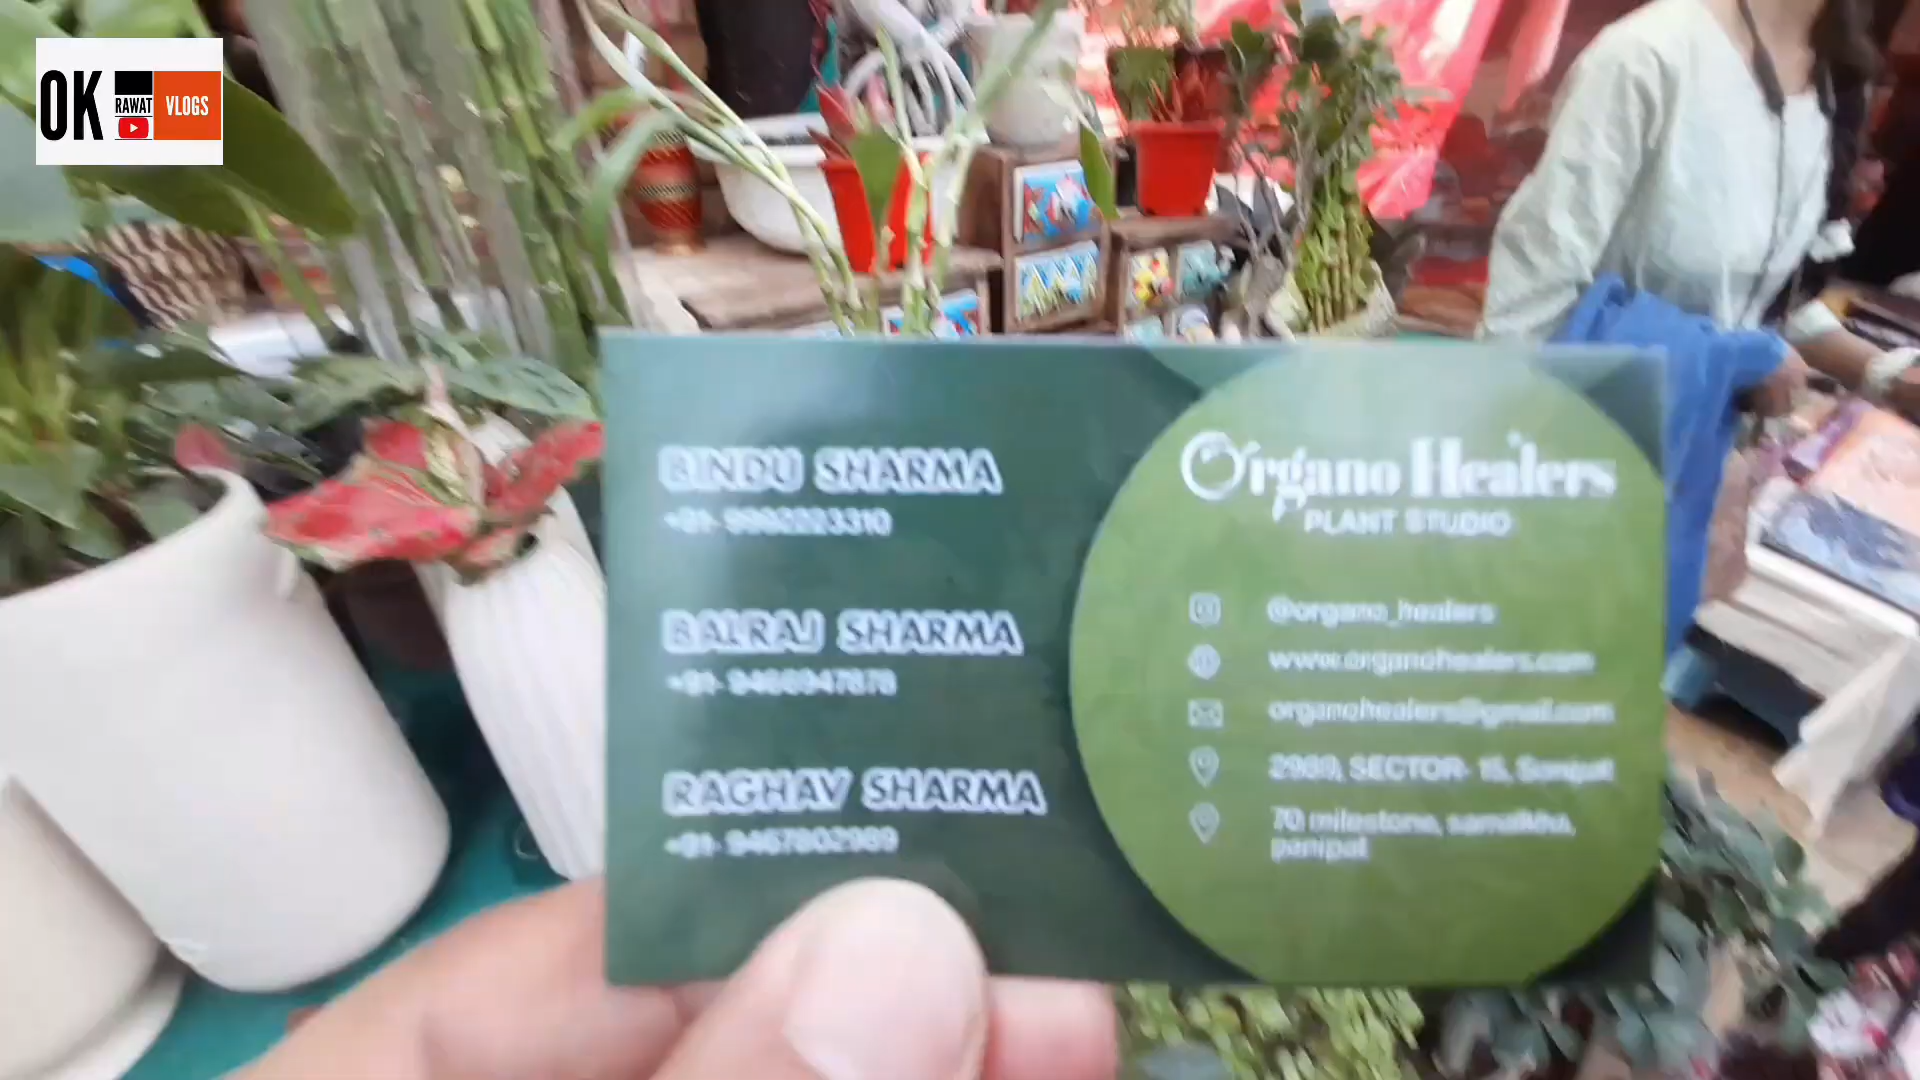 OK
RAWAT
VLOGS
BINDU SHARMA
BALRAJ SHARMA
RAGHAV SHARMA
Organo Healers
PLANT STUDIO
@organo_healers
www.organohealers.com
organohealers@gmail.com
SECTOR- 15, Sonipat
70 milestone, samalkha,
panipat